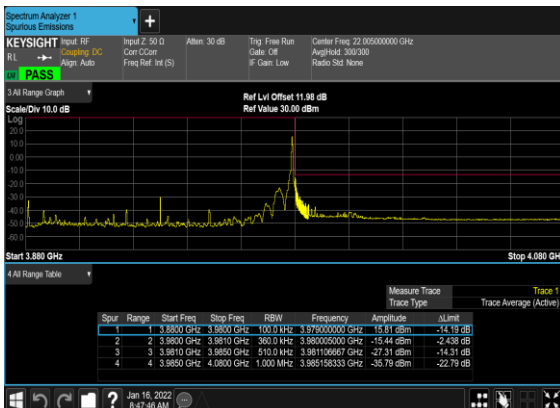 Spectrum Analyzer 1
Spurious Emissions
KEYSIGHT
RL
Input: RF
Coupling: DC
Align: Auto
Input Z: 50 Ω
Corr CCorr
Freq Ref: Int (S)
Atten: 30 dB
Trig: Free Run
Gate: Off
IF Gain: Low
Center Freq: 22.005000000 GHz
Avg|Hold: 300/300
Radio Std: None
PASS
3 All Range Graph
Ref Lvl Offset 11.98 dB
Scale/Div 10.0 dB
Ref Value 30.00 dBm
Log
20.0
10.0
0.00
-10.0
-20.0
-30.0
-40.0
-50.0
-60.0
Start 3.880 GHz
Stop 4.080 GH
4 All Range Table
Measure Trace Trace 1
Trace Type Trace Average (Active)
Spur Range Start Freq Stop Freq RBW Frequency Amplitude ΔLimit
1 1 3.8800 GHz 3.9800 GHz 100.0 kHz 3.979000000 GHz 15.81 dBm -14.19 dB
2 2 3.9800 GHz 3.9810 GHz 360.0 kHz 3.980005000 GHz -15.44 dBm -2.438 dB
3 3 3.9810 GHz 3.9850 GHz 510.0 kHz 3.981106667 GHz -27.31 dBm -14.31 dB
4 4 3.9850 GHz 4.0800 GHz 1.000 MHz 3.985158333 GHz -35.79 dBm -22.79 dB
?
Jan 16, 2022
8:47:46 AM